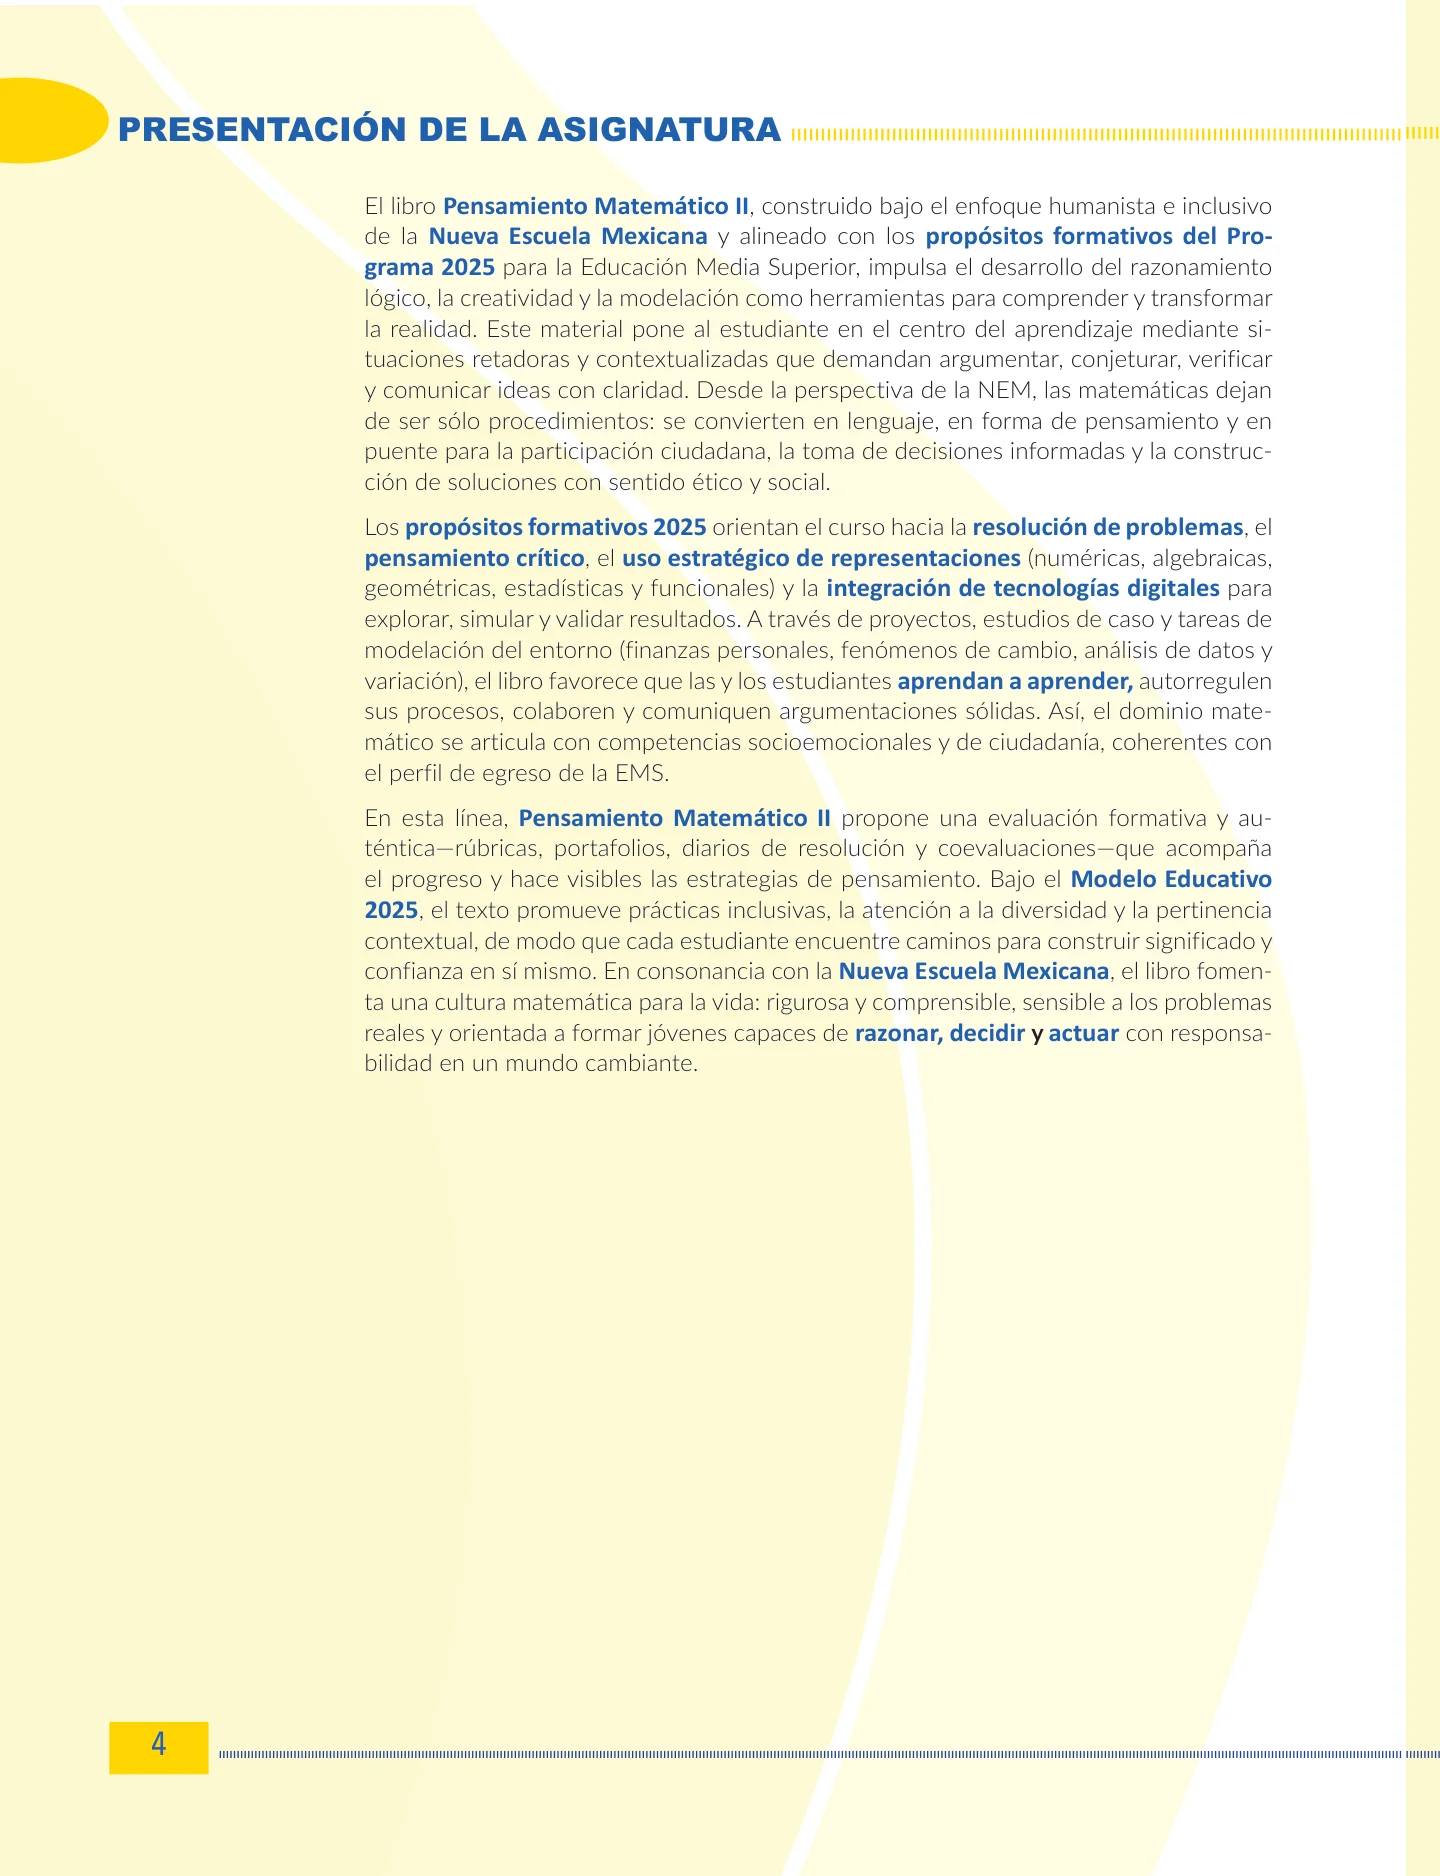 PRESENTACIÓN DE LA ASIGNATURA
El libro Pensamiento Matemático II, construido bajo el enfoque humanista e inclusivo
de la Nueva Escuela Mexicana y alineado con los propósitos formativos del Pro-
grama 2025 para la Educación Media Superior, impulsa el desarrollo del razonamiento
lógico, la creatividad y la modelación como herramientas para comprender y transformar
la realidad. Este material pone al estudiante en el centro del aprendizaje mediante si-
tuaciones retadoras y contextualizadas que demandan argumentar, conjeturar, verificar
y comunicar ideas con claridad. Desde la perspectiva de la NEM, las matemáticas dejan
de ser sólo procedimientos: se convierten en lenguaje, en forma de pensamiento y en
puente para la participación ciudadana, la toma de decisiones informadas y la construc-
ción de soluciones con sentido ético y social.
Los propósitos formativos 2025 orientan el curso hacia la resolución de problemas, el
pensamiento crítico, el uso estratégico de representaciones (numéricas, algebraicas,
geométricas, estadísticas y funcionales) y la integración de tecnologías digitales para
explorar, simular y validar resultados. A través de proyectos, estudios de caso y tareas de
modelación del entorno (finanzas personales, fenómenos de cambio, análisis de datos y
variación), el libro favorece que las y los estudiantes aprendan a aprender, autorregulen
sus procesos, colaboren y comuniquen argumentaciones sólidas. Así, el dominio mate-
mático se articula con competencias socioemocionales y de ciudadanía, coherentes con
el perfil de egreso de la EMS.
En esta línea, Pensamiento Matemático II propone una evaluación formativa y au-
téntica—rúbricas, portafolios, diarios de resolución y coevaluaciones—que acompaña
el progreso y hace visibles las estrategias de pensamiento. Bajo el Modelo Educativo
2025, el texto promueve prácticas inclusivas, la atención a la diversidad y la pertinencia
contextual, de modo que cada estudiante encuentre caminos para construir significado y
confianza en sí mismo. En consonancia con la Nueva Escuela Mexicana, el libro fomen-
ta una cultura matemática para la vida: rigurosa y comprensible, sensible a los problemas
reales y orientada a formar jóvenes capaces de razonar, decidir y actuar con responsa-
bilidad en un mundo cambiante.
4